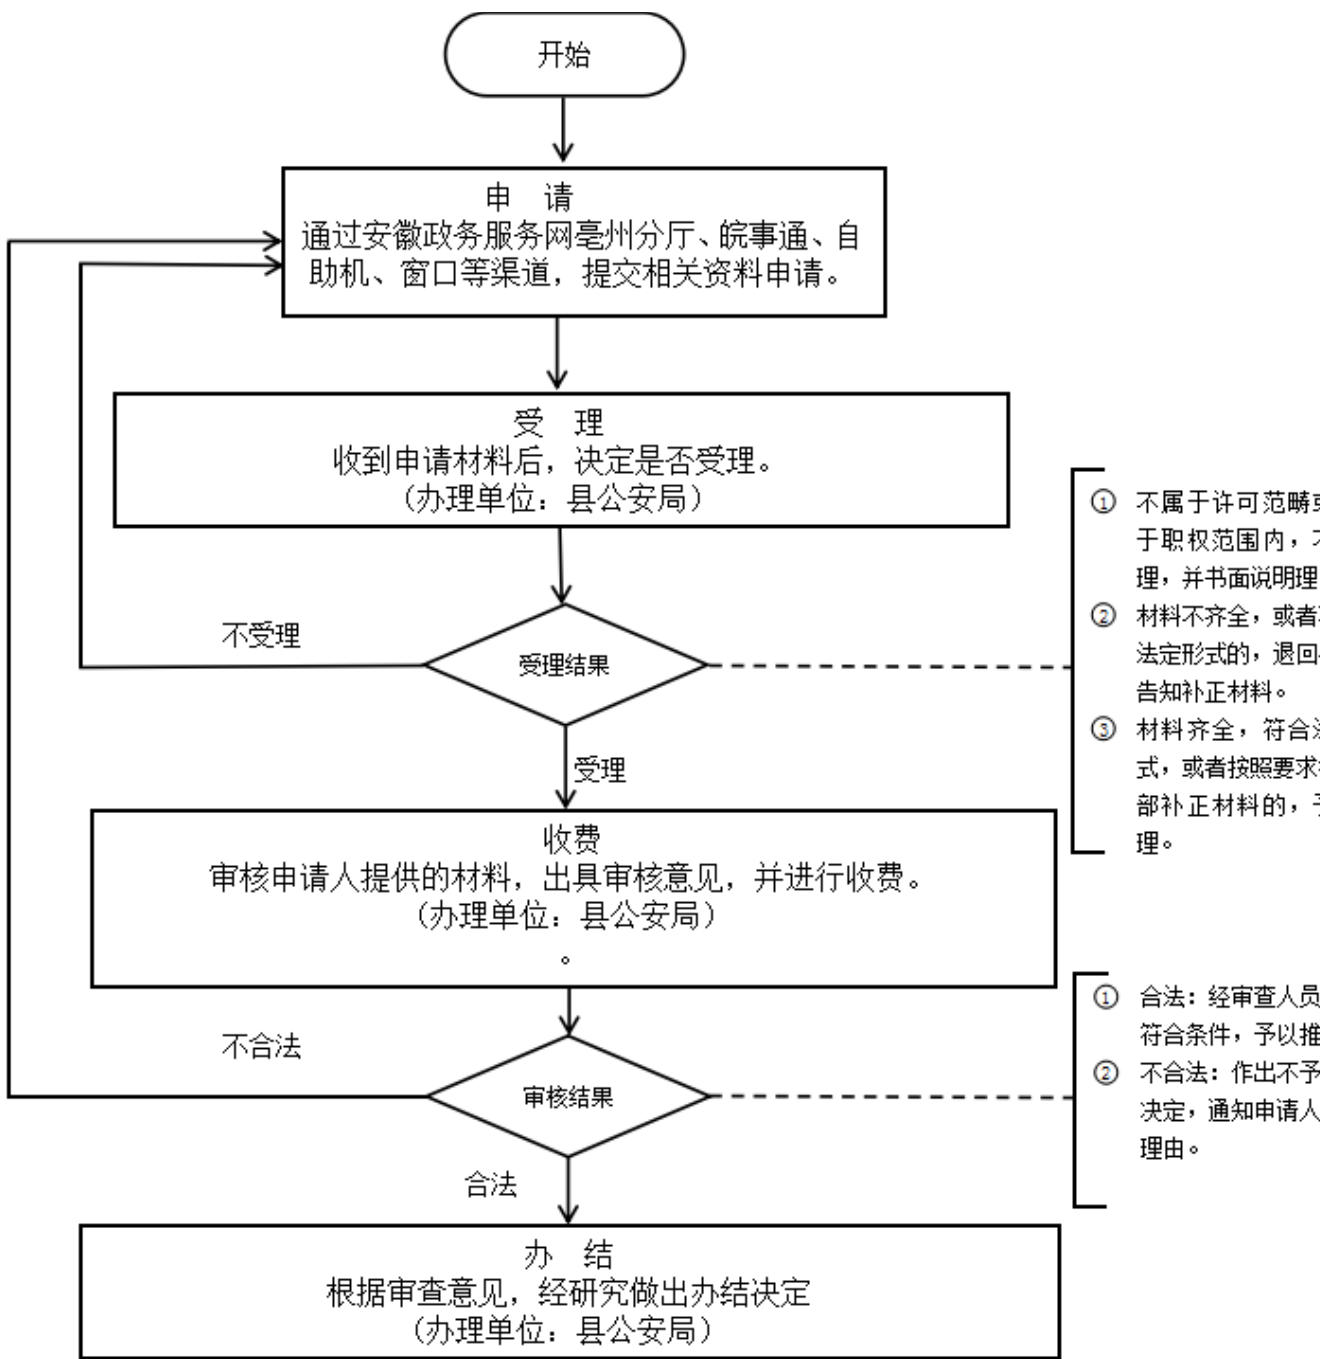 开始
申 请
通过安徽政务服务网亳州分厅、皖事通、自
助机、窗口等渠道，提交相关资料申请。
受 理
收到申请材料后，决定是否受理。
（办理单位：县公安局）
不受理
受理结果
受理
① 不属于许可范畴
于职权范围内，
理，并书面说明理
② 材料不齐全，或者
法定形式的，退回
告知补正材料。
③ 材料齐全，符合
式，或者按照要求
部补正材料的，
理。
收费
审核申请人提供的材料，出具审核意见，并进行收费。
（办理单位：县公安局）
。
不合法
审核结果
合法
① 合法：经审查人员
符合条件，予以推
② 不合法：作出不予
决定，通知申请人
理由。
办 结
根据审查意见，经研究做出办结决定
（办理单位：县公安局）